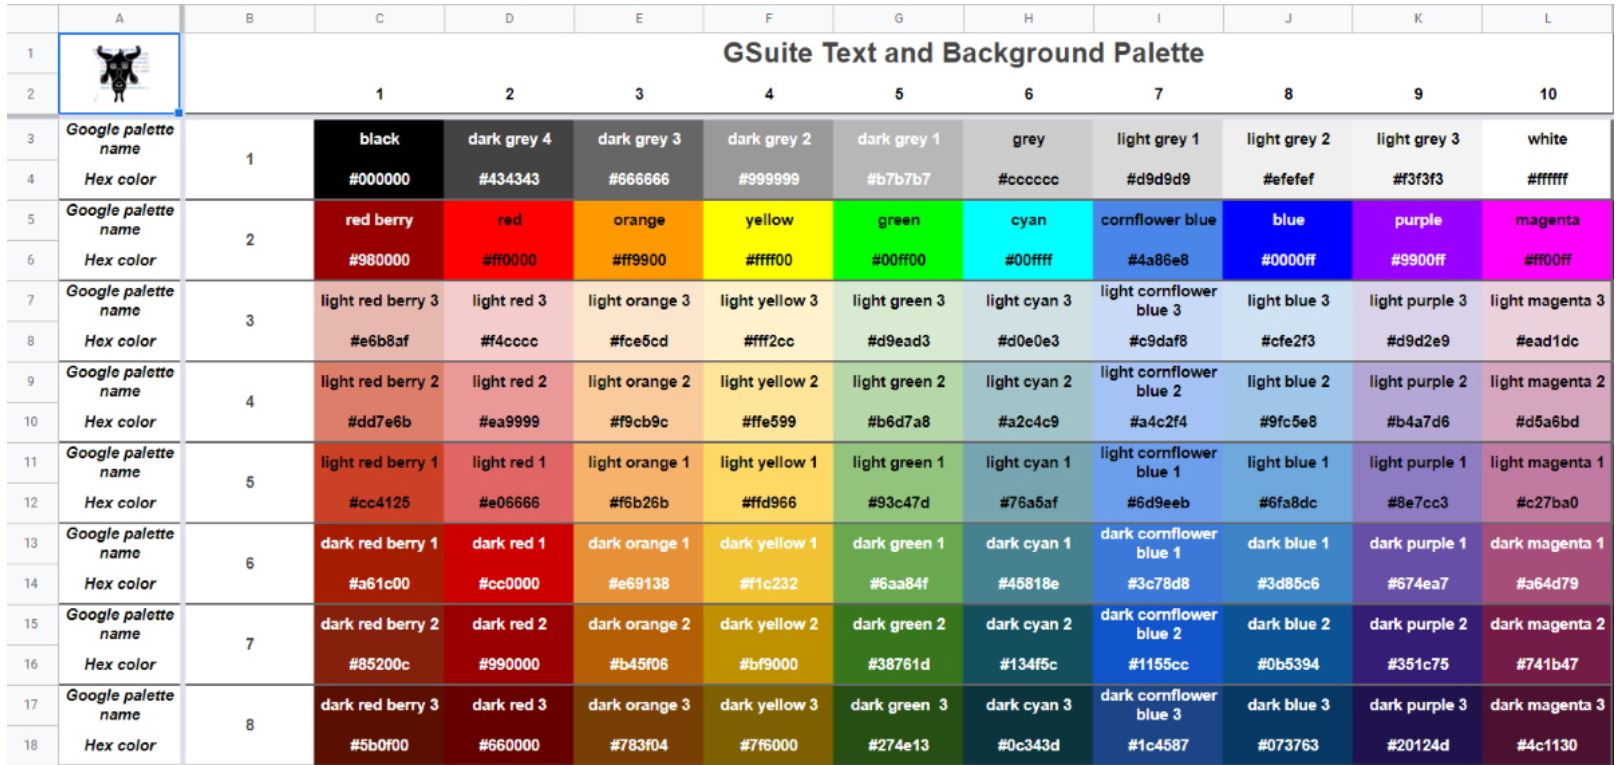 A B C D E F G H I J K L
1 GSuite Text and Background Palette
2 1 2 3 4 5 6 7 8 9 10
3 Google palette name 1 black dark grey 4 dark grey 3 dark grey 2 dark grey 1 grey light grey 1 light grey 2 light grey 3 white
4 Hex color #000000 #434343 #666666 #999999 #b7b7b7 #cccccc #d9d9d9 #efefef #f3f3f3 #ffffff
5 Google palette name 2 red berry red orange yellow green cyan cornflower blue blue purple magenta
6 Hex color #980000 #ff0000 #ff9900 #ffff00 #00ff00 #00ffff #4a86e8 #0000ff #9900ff #ff00ff
7 Google palette name 3 light red berry 3 light red 3 light orange 3 light yellow 3 light green 3 light cyan 3 light cornflower blue 3 light blue 3 light purple 3 light magenta 3
8 Hex color #e6b8af #f4cccc #fce5cd #fff2cc #d9ead3 #d0e0e3 #c9daf8 #cfe2f3 #d9d2e9 #ead1dc
9 Google palette name 4 light red berry 2 light red 2 light orange 2 light yellow 2 light green 2 light cyan 2 light cornflower blue 2 light blue 2 light purple 2 light magenta 2
10 Hex color #dd7e6b #ea9999 #f9cb9c #ffe599 #b6d7a8 #a2c4c9 #a4c2f4 #9fc5e8 #b4a7d6 #d5a6bd
11 Google palette name 5 light red berry 1 light red 1 light orange 1 light yellow 1 light green 1 light cyan 1 light cornflower blue 1 light blue 1 light purple 1 light magenta 1
12 Hex color #cc4125 #e06666 #f6b26b #ffd966 #93c47d #76a5af #6d9eeb #6fa8dc #8e7cc3 #c27ba0
13 Google palette name 6 dark red berry 1 dark red 1 dark orange 1 dark yellow 1 dark green 1 dark cyan 1 dark cornflower blue 1 dark blue 1 dark purple 1 dark magenta 1
14 Hex color #a61c00 #cc0000 #e69138 #f1c232 #6aa84f #45818e #3c78d8 #3d85c6 #674ea7 #a64d79
15 Google palette name 7 dark red berry 2 dark red 2 dark orange 2 dark yellow 2 dark green 2 dark cyan 2 dark cornflower blue 2 dark blue 2 dark purple 2 dark magenta 2
16 Hex color #85200c #990000 #b45f06 #bf9000 #38761d #134f5c #1155cc #0b5394 #351c75 #741b47
17 Google palette name 8 dark red berry 3 dark red 3 dark orange 3 dark yellow 3 dark green 3 dark cyan 3 dark cornflower blue 3 dark blue 3 dark purple 3 dark magenta 3
18 Hex color #5b0f00 #660000 #783f04 #7f6000 #274e13 #0c343d #1c4587 #073763 #20124d #4c1130